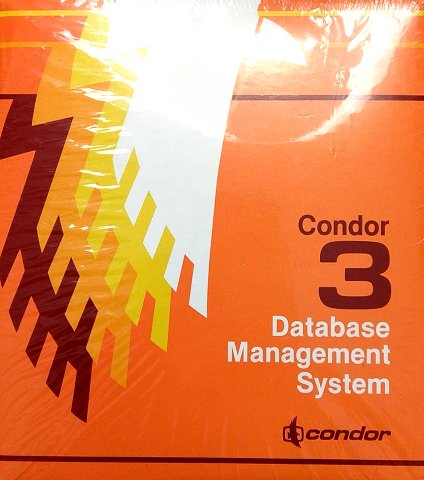 Condor
3
Database
Management
System
condor